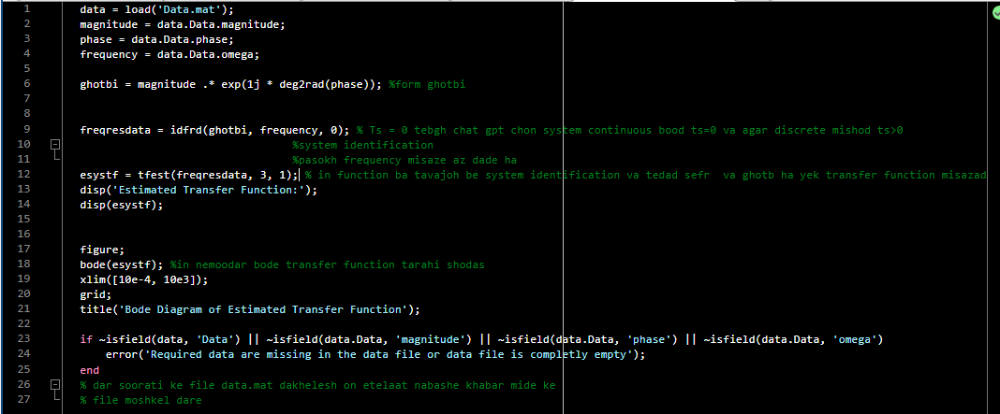 1 data = load('Data.mat');
2 magnitude = data.Data.magnitude;
3 phase = data.Data.phase;
4 frequency = data.Data.omega;
5
6 ghotbi = magnitude .* exp(1j * deg2rad(phase)); %form ghotbi
7
8
9 freqresdata = idfrd(ghotbi, frequency, 0); % Ts = 0 tebgh chat gpt chon system continuous bood ts=0 va agar discrete mishod ts>0
10 %system identification
11 %pasokh frequency misaze az dade ha
12 esystf = tfest(freqresdata, 3, 1); % in function ba tavajoh be system identification va tedad sefr  va ghotb ha yek transfer function misazad
13 disp('Estimated Transfer Function:');
14 disp(esystf);
15
16
17 figure;
18 bode(esystf); %in nemoodar bode transfer function tarahi shodas
19 xlim([10e-4, 10e3]);
20 grid;
21 title('Bode Diagram of Estimated Transfer Function');
22
23 if ~isfield(data, 'Data') || ~isfield(data.Data, 'magnitude') || ~isfield(data.Data, 'phase') || ~isfield(data.Data, 'omega')
24 error('Required data are missing in the data file or data file is completly empty');
25 end
26 % dar soorati ke file data.mat dakhelesh on etelaat nabashe khabar mide ke
27 % file moshkel dare